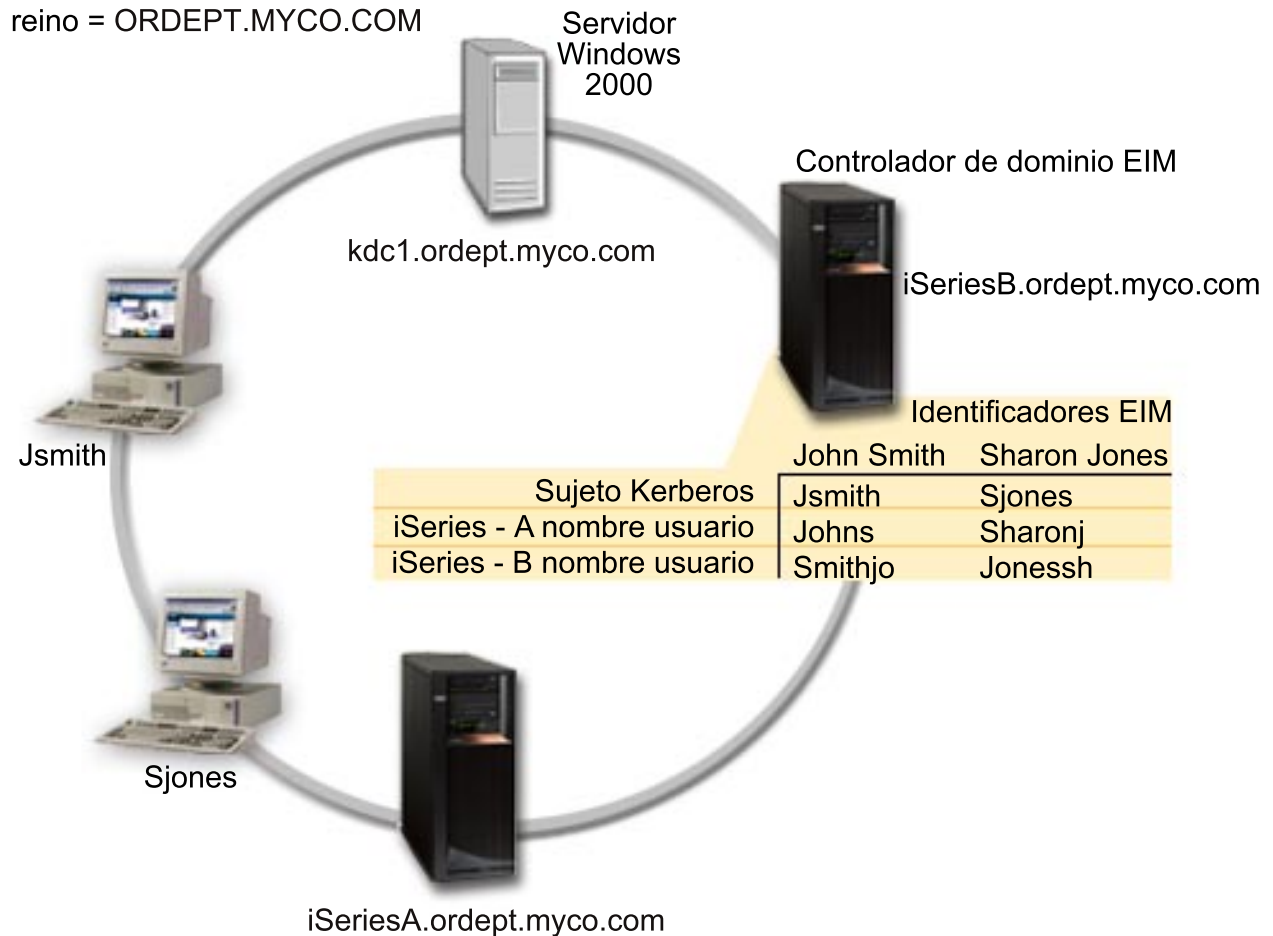 reino = ORDEPT.MYCO.COM
Servidor
Windows
2000
Controlador de dominio EIM
kdc1.ordept.myco.com
iSeriesB.ordept.myco.com
Jsmith
Identificadores EIM
John Smith Sharon Jones
Sujeto Kerberos Jsmith Sjones
iSeries - A nombre usuario Johns Sharonj
iSeries - B nombre usuario Smithjo Jonessh
Sjones
iSeriesA.ordept.myco.com